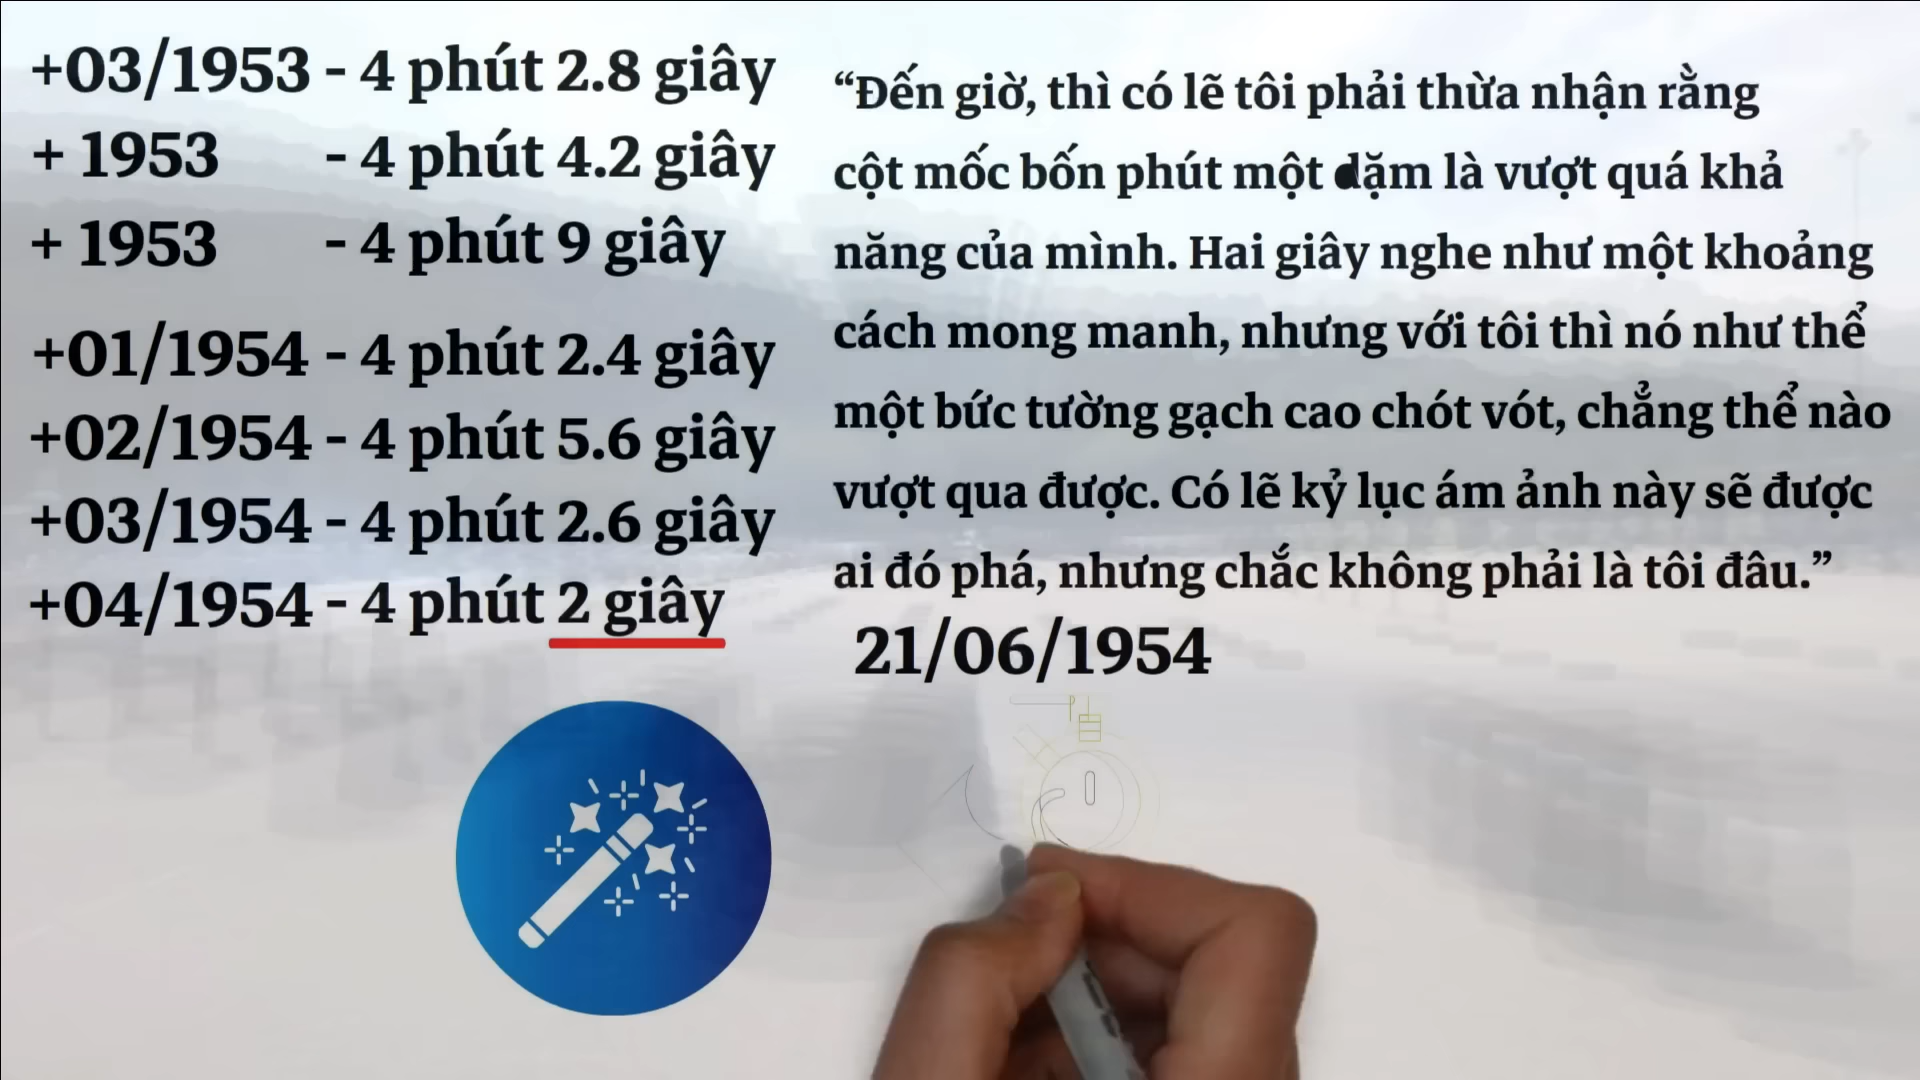 +03/1953 - 4 phút 2.8 giây
+ 1953 - 4 phút 4.2 giây
+ 1953 - 4 phút 9 giây
+01/1954 - 4 phút 2.4 giây
+02/1954 - 4 phút 5.6 giây
+03/1954 - 4 phút 2.6 giây
+04/1954 - 4 phút 2 giây
“Đến giờ, thì có lẽ tôi phải thừa nhận rằng
cột mốc bốn phút một dặm là vượt quá khả
năng của mình. Hai giây nghe như một khoảng
cách mong manh, nhưng với tôi thì nó như thể
một bức tường gạch cao chót vót, chẳng thể nào
vượt qua được. Có lẽ kỷ lục ám ảnh này sẽ được
ai đó phá, nhưng chắc không phải là tôi đâu.”
21/06/1954